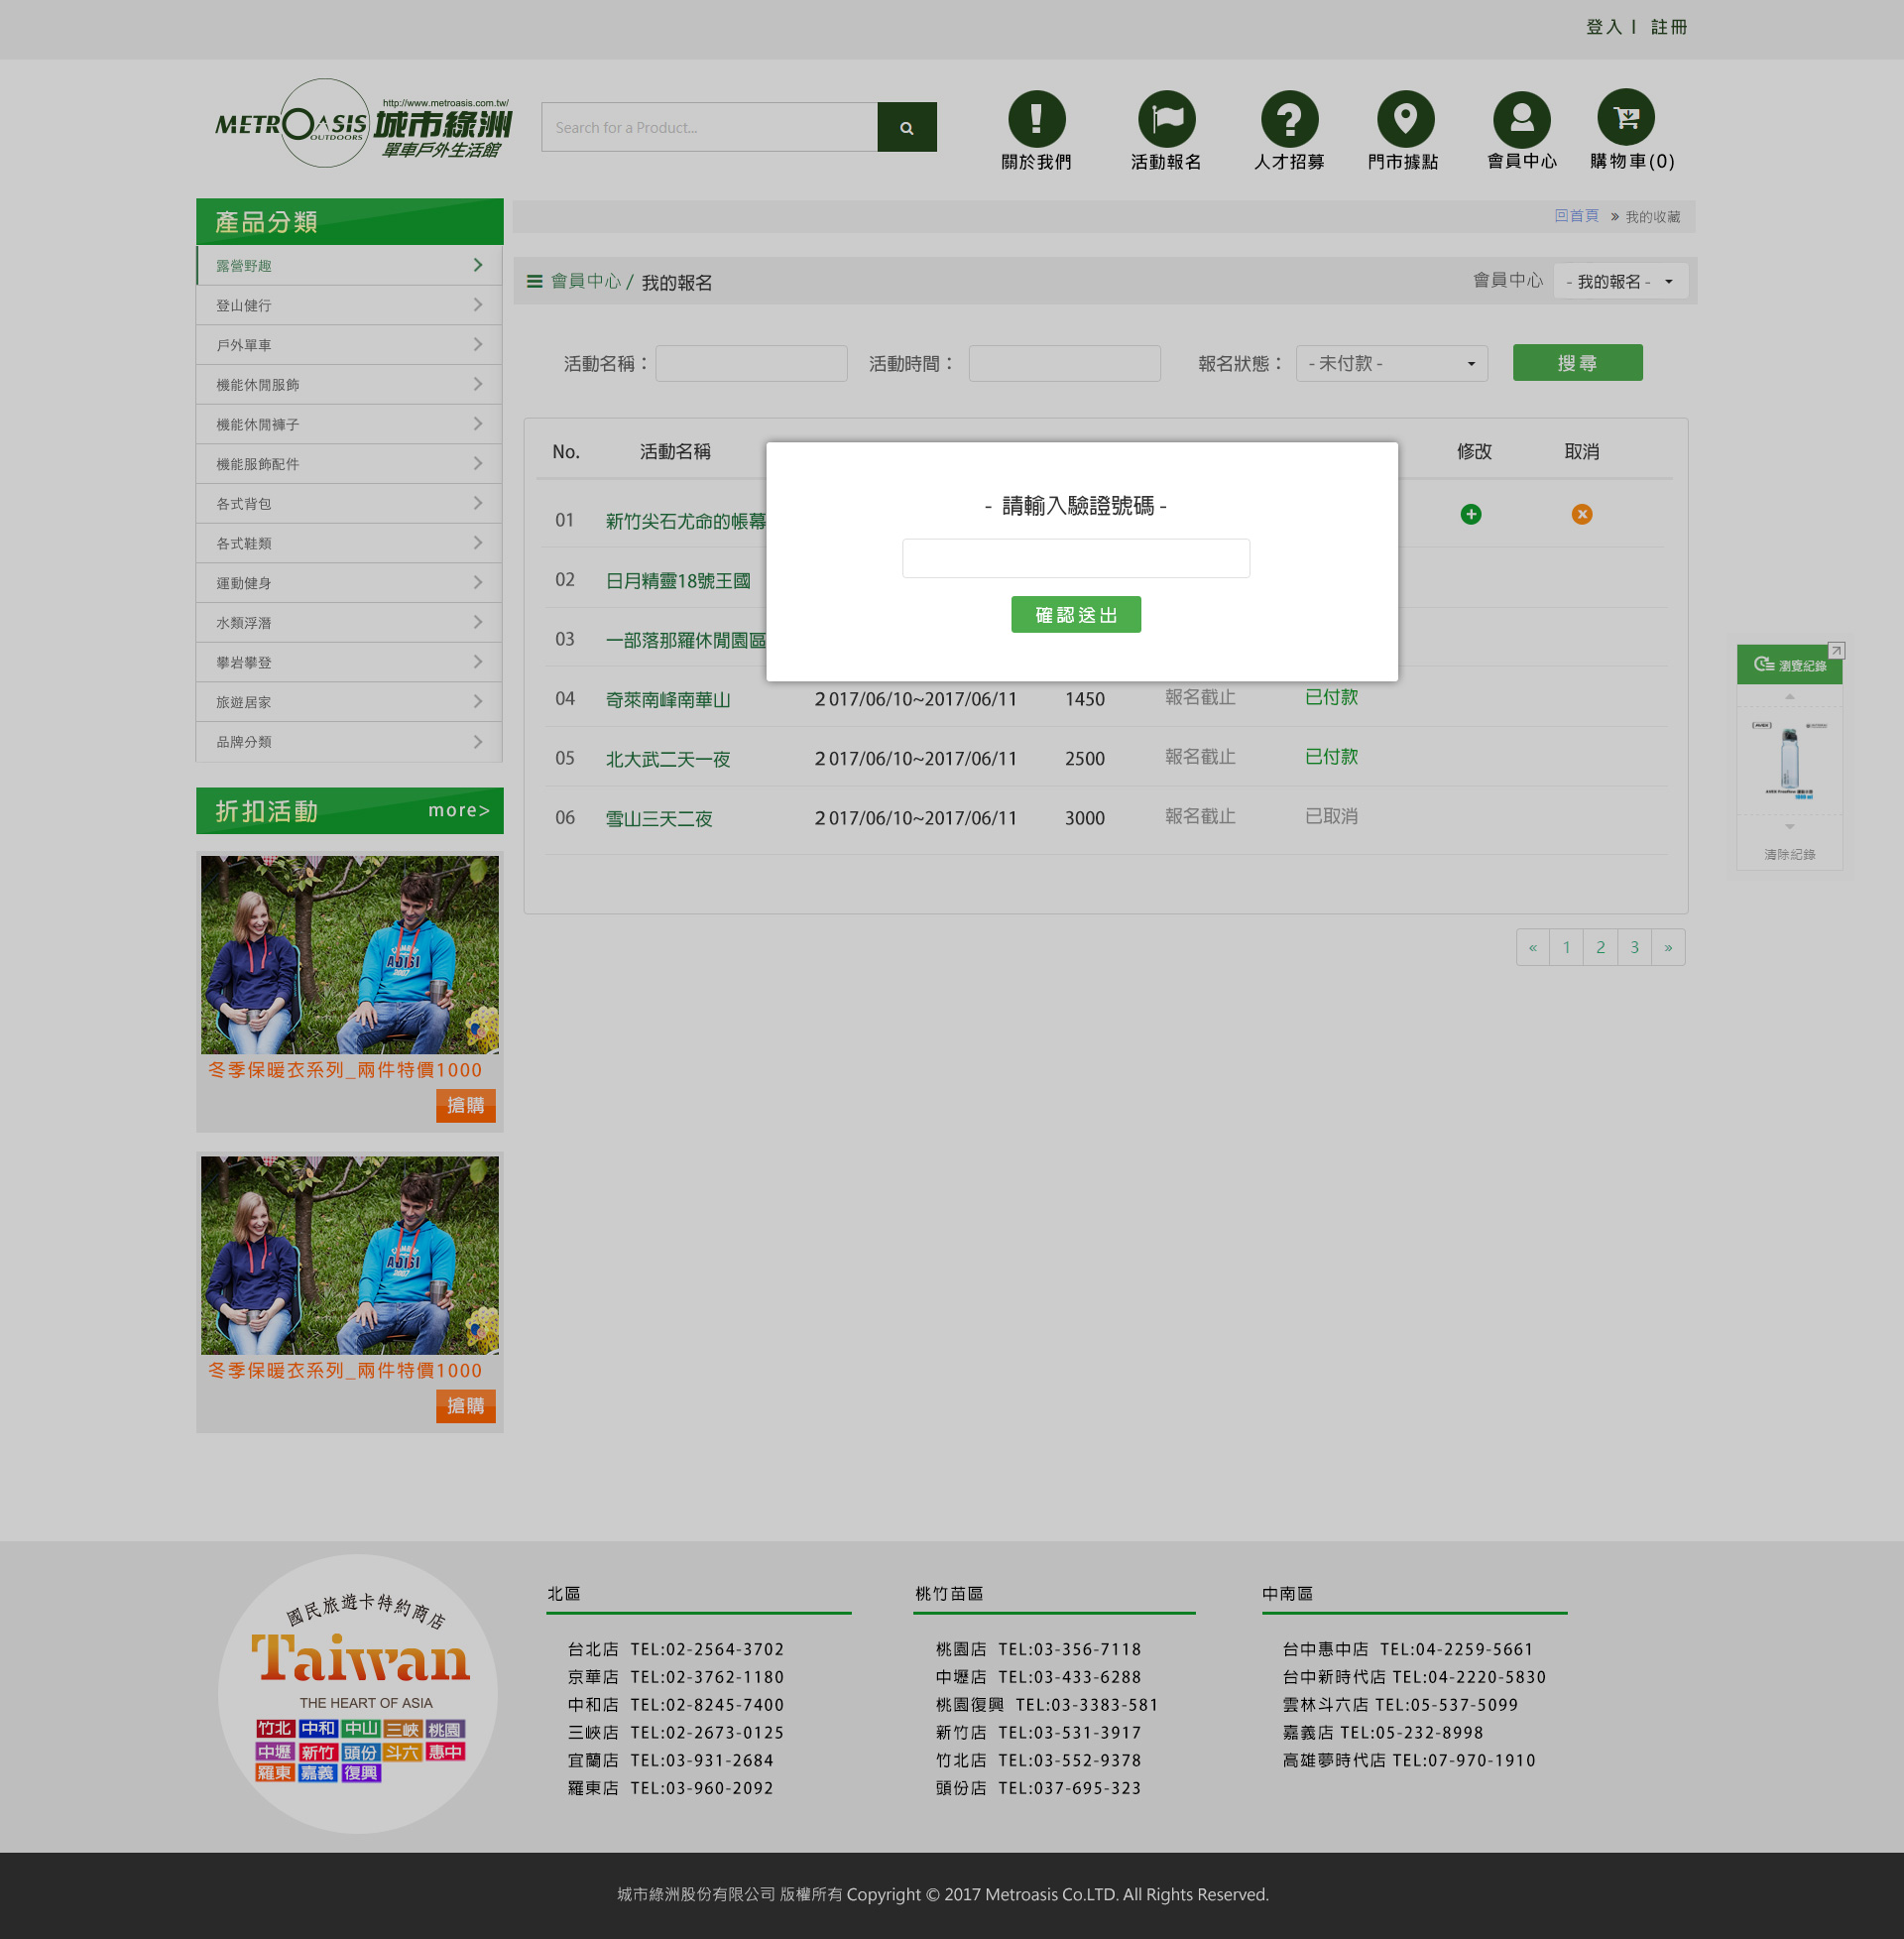 登入 | 註冊
http://www.metroasis.com.tw/
METROASIS 城市綠洲
OUTDOORS
單車戶外生活館
Search for a Product...
關於我們
活動報名
人才招募
門市據點
會員中心
購物車(0)
產品分類
回首頁 » 我的收藏
露營野趣
登山健行
戶外單車
機能休閒服飾
機能休閒褲子
機能服飾配件
各式背包
各式鞋類
運動健身
水類浮潛
攀岩攀登
旅遊居家
品牌分類
會員中心 / 我的報名
會員中心 - 我的報名 -
活動名稱：
活動時間：
報名狀態： - 未付款 -
搜尋
No. 活動名稱 修改 取消
- 請輸入驗證號碼 -
確認送出
01 新竹尖石尤命的帳幕
02 日月精靈18號王國
03 一部落那羅休閒園區
04 奇萊南峰南華山 2017/06/10~2017/06/11 1450 報名截止 已付款
05 北大武二天一夜 2017/06/10~2017/06/11 2500 報名截止 已付款
06 雪山三天二夜 2017/06/10~2017/06/11 3000 報名截止 已取消
« 1 2 3 »
瀏覽紀錄
清除紀錄
折扣活動 more>
ADISI
2007
冬季保暖衣系列_兩件特價1000
搶購
ADISI
2007
冬季保暖衣系列_兩件特價1000
搶購
國民旅遊卡特約商店
Taiwan
THE HEART OF ASIA
竹北 中和 中山 三峽 桃園
中壢 新竹 頭份 斗六 惠中
羅東 嘉義 復興
北區
台北店 TEL:02-2564-3702
京華店 TEL:02-3762-1180
中和店 TEL:02-8245-7400
三峽店 TEL:02-2673-0125
宜蘭店 TEL:03-931-2684
羅東店 TEL:03-960-2092
桃竹苗區
桃園店 TEL:03-356-7118
中壢店 TEL:03-433-6288
桃園復興 TEL:03-3383-581
新竹店 TEL:03-531-3917
竹北店 TEL:03-552-9378
頭份店 TEL:037-695-323
中南區
台中惠中店 TEL:04-2259-5661
台中新時代店 TEL:04-2220-5830
雲林斗六店 TEL:05-537-5099
嘉義店 TEL:05-232-8998
高雄夢時代店 TEL:07-970-1910
城市綠洲股份有限公司 版權所有 Copyright © 2017 Metroasis Co.LTD. All Rights Reserved.